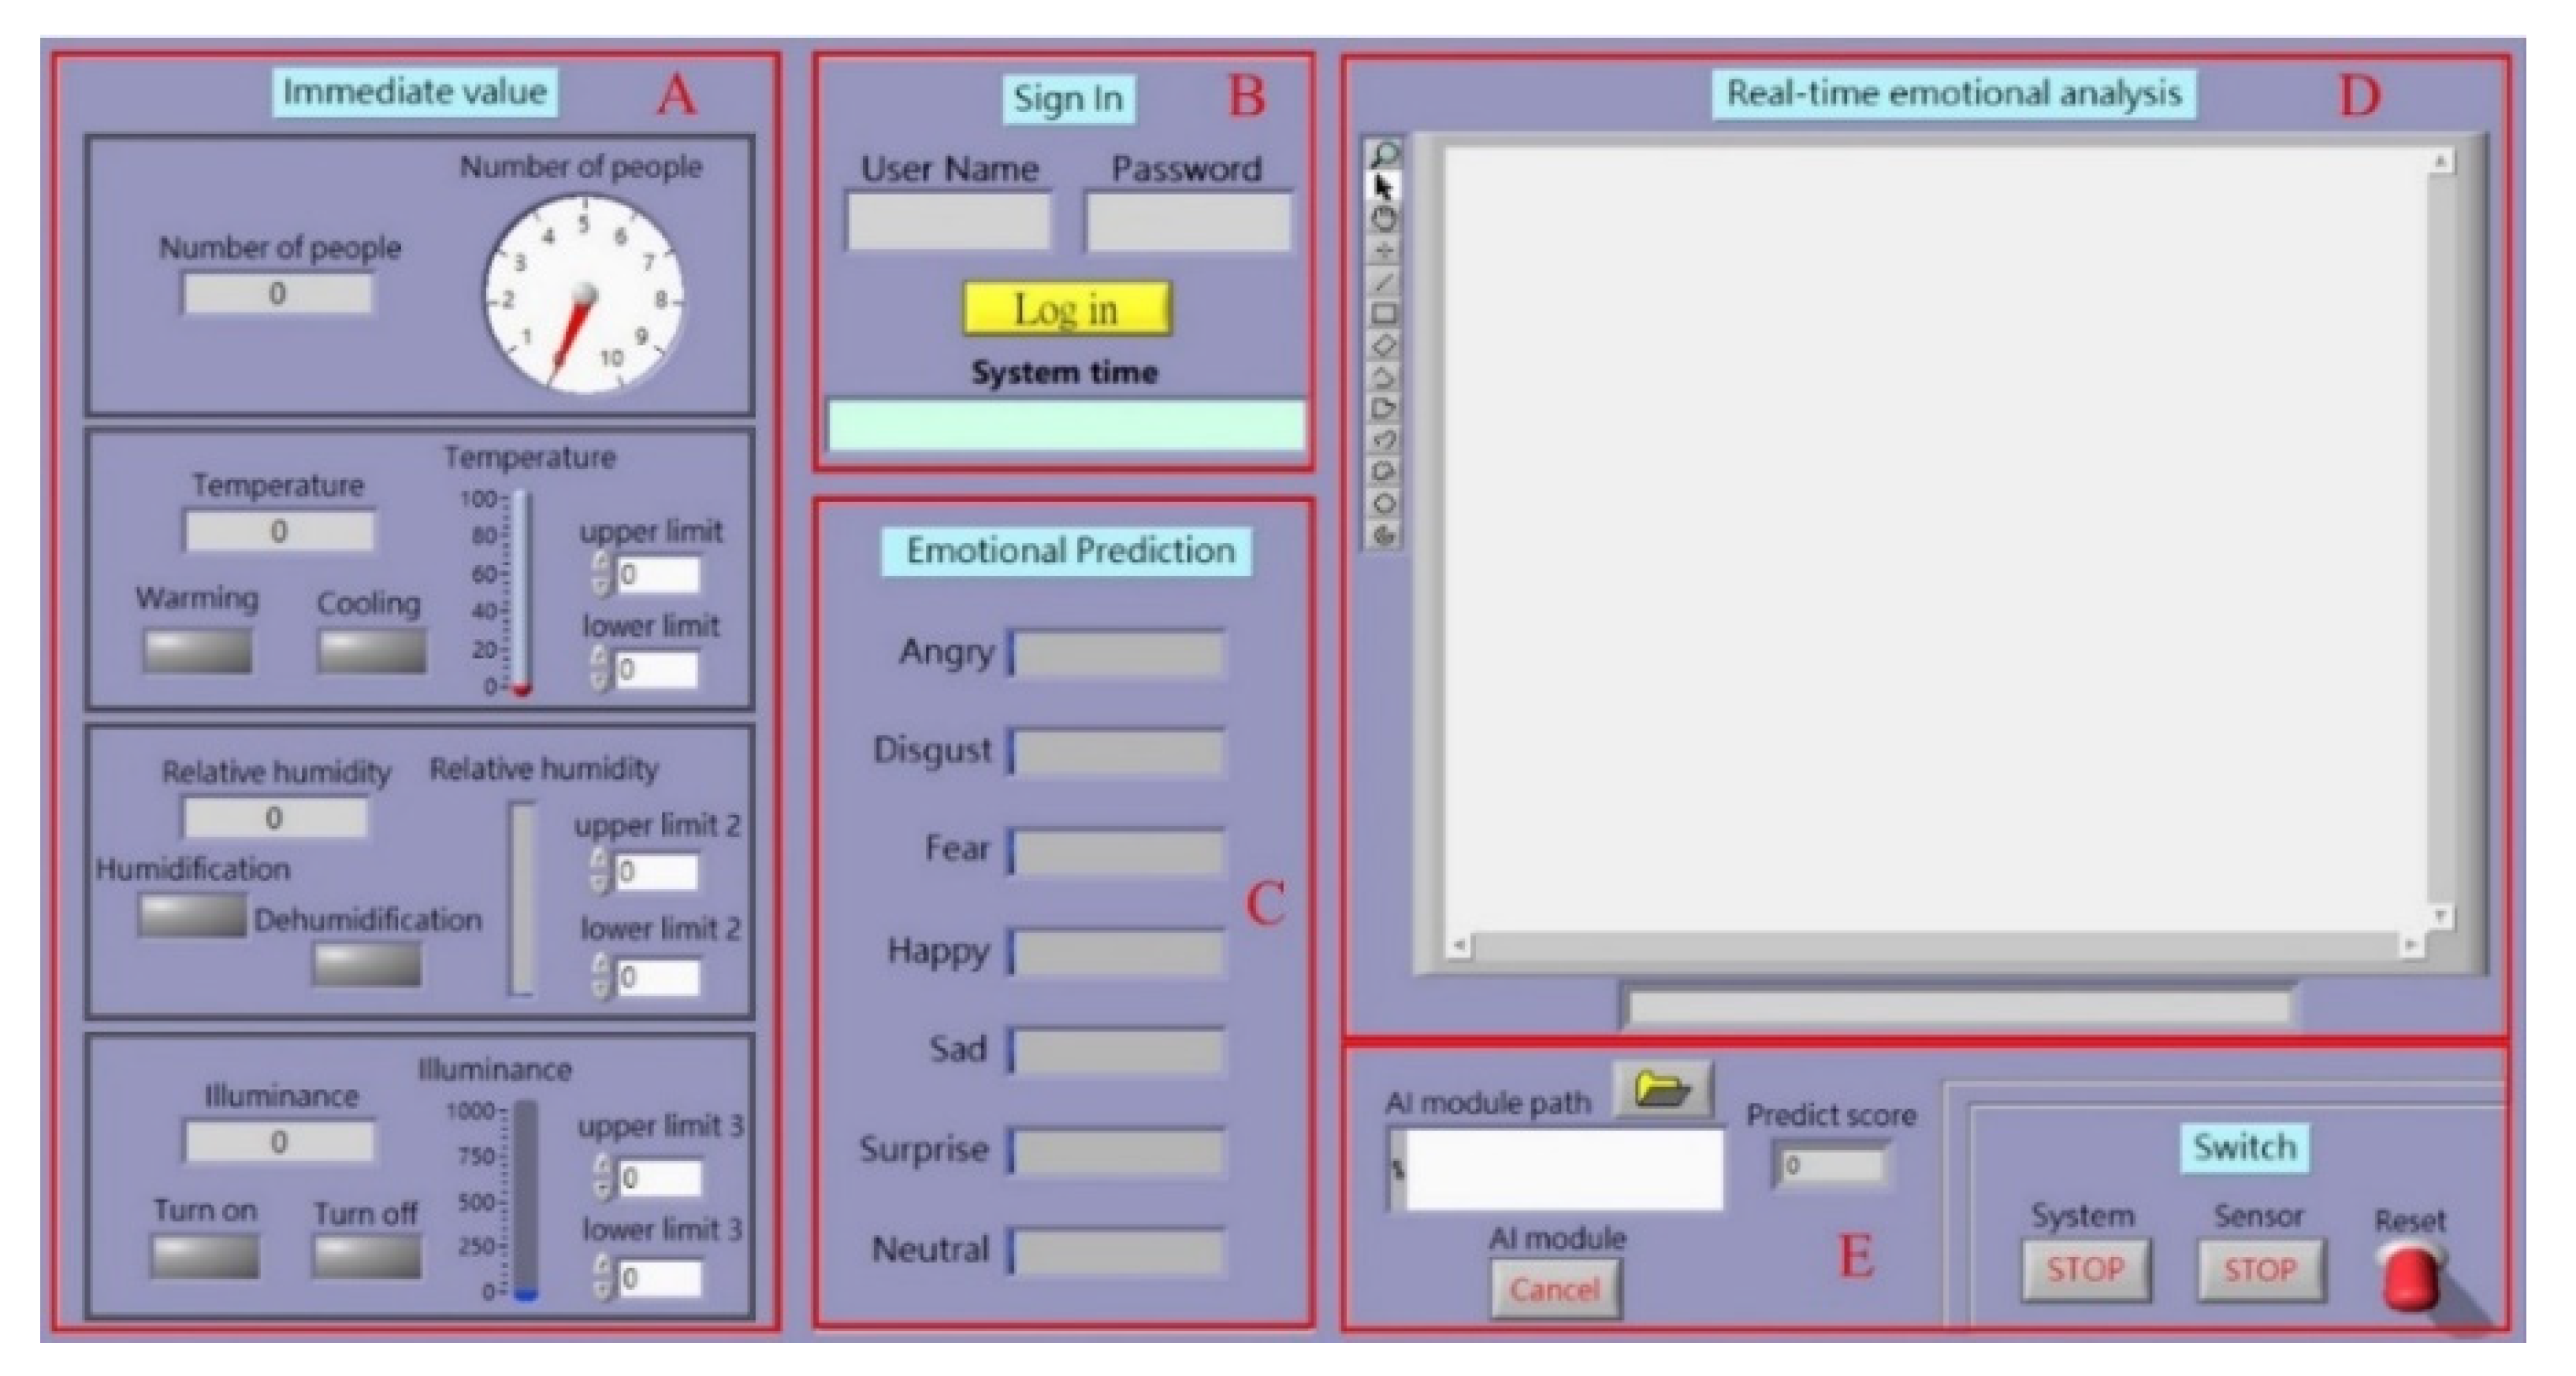 Immediate value
A
Number of people
Number of people
0
0
1
2
3
4
5
6
7
8
9
10
Temperature
Temperature
0
100
80
60
40
20
0
upper limit
0
lower limit
0
Warming
Cooling
Relative humidity
Relative humidity
0
upper limit 2
0
Humidification
Dehumidification
lower limit 2
0
Illuminance
Illuminance
0
1000
750
500
250
0
upper limit 3
0
Turn on
Turn off
lower limit 3
0
Sign In
B
User Name
Password
Log in
System time
Emotional Prediction
Angry
Disgust
Fear
Happy
C
Sad
Surprise
Neutral
Real-time emotional analysis
D
AI module path
Predict score
0
AI module
Cancel
E
Switch
System
Sensor
Reset
STOP
STOP